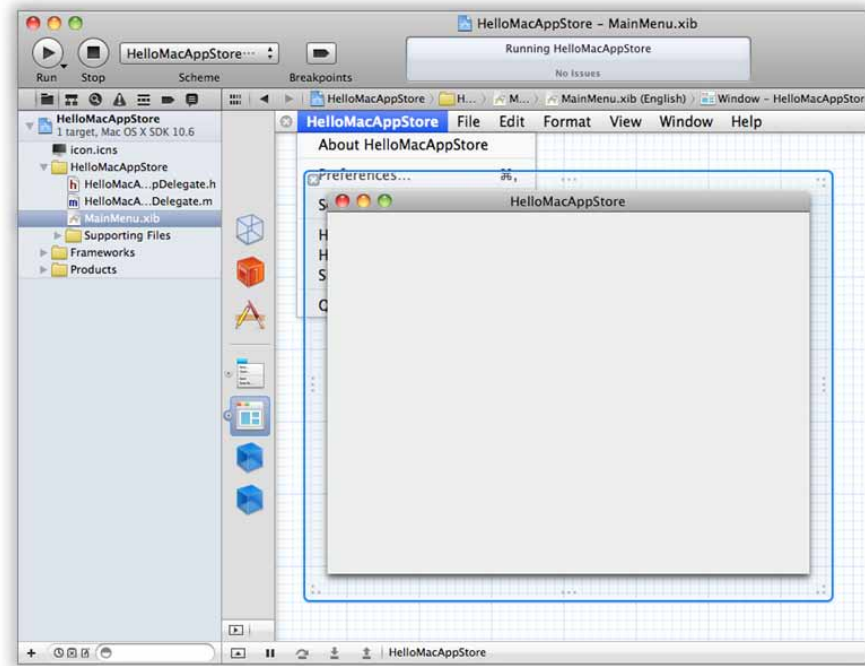 HelloMacAppStore – MainMenu.xib
HelloMacAppStore...
Running HelloMacAppStore
No Issues
Run Stop Scheme Breakpoints
HelloMacAppStore
1 target, Mac OS X SDK 10.6
icon.icns
HelloMacAppStore
HelloMacA...pDelegate.h
HelloMacA...Delegate.m
MainMenu.xib
Supporting Files
Frameworks
Products
HelloMacAppStore H... M... MainMenu.xib (English) Window – HelloMacAppStor
HelloMacAppStore File Edit Format View Window Help
About HelloMacAppStore
Preferences... ⌘,
S
H
H
S
Q
HelloMacAppStore
HelloMacAppStore